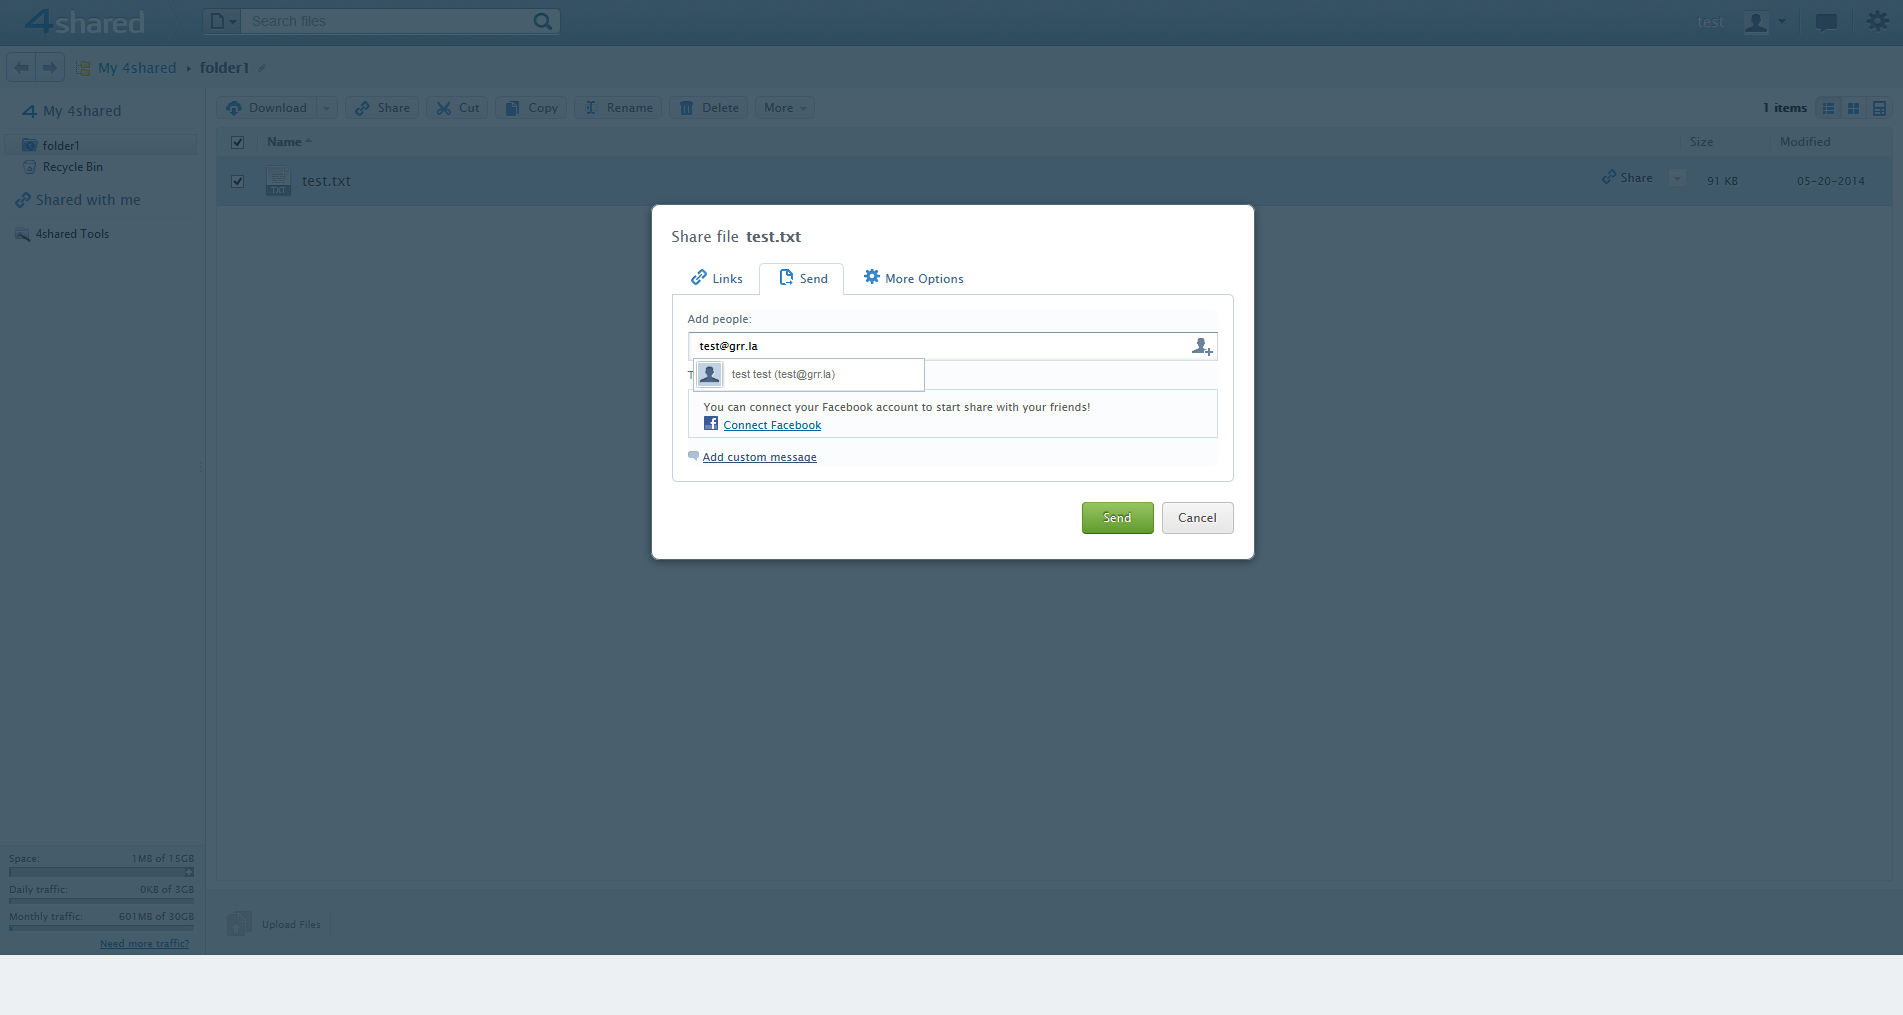 4shared
Search files
test
My 4shared
folder1
My 4shared
folder1
Recycle Bin
Shared with me
4shared Tools
Download
Share
Cut
Copy
Rename
Delete
More
1 items
Name
Size
Modified
TXT
test.txt
Share
91 KB
05-20-2014
Share file test.txt
Links
Send
More Options
Add people:
test@grr.la
T
test test (test@grr.la)
You can connect your Facebook account to start share with your friends!
Connect Facebook
Add custom message
Send
Cancel
Space: 1MB of 15GB
Daily traffic: 0KB of 3GB
Monthly traffic: 601MB of 30GB
Need more traffic?
Upload Files